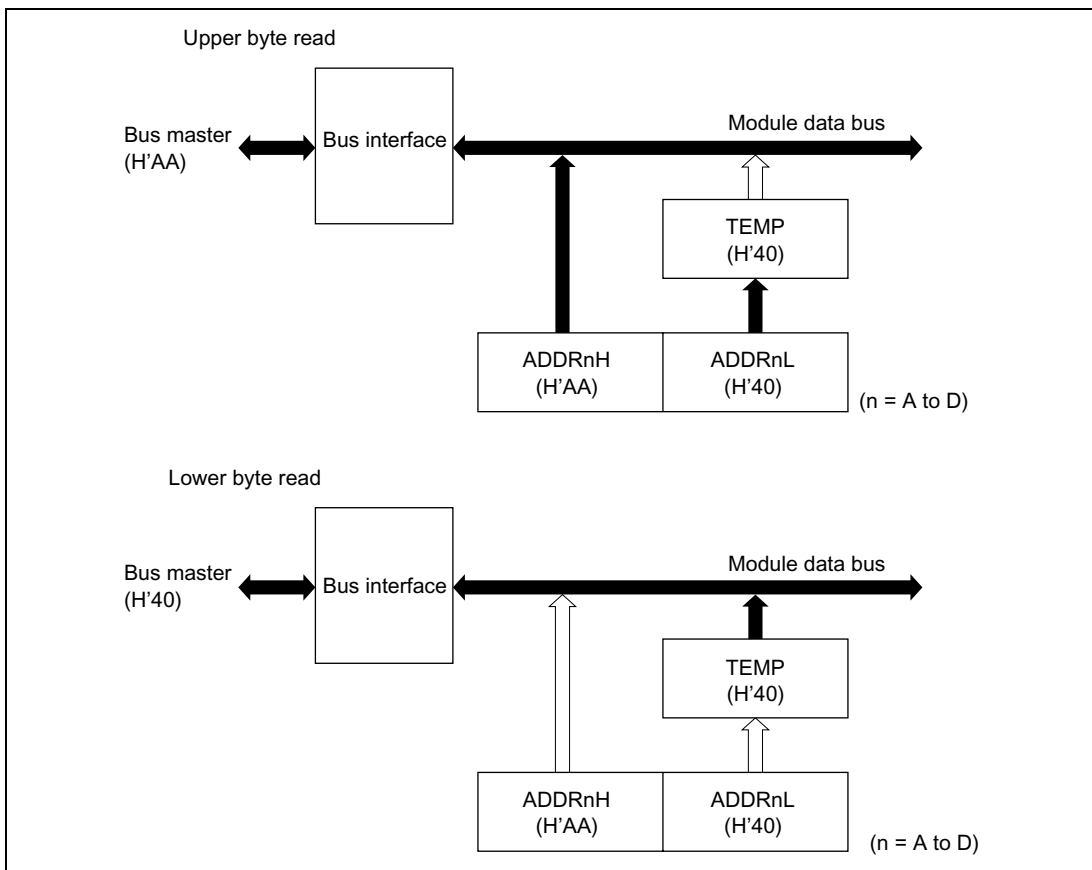 Upper byte read
Bus master
(H'AA)
Bus interface
Module data bus
TEMP
(H'40)
ADDRnH
(H'AA)
ADDRnL
(H'40)
(n = A to D)
Lower byte read
Bus master
(H'40)
Bus interface
Module data bus
TEMP
(H'40)
ADDRnH
(H'AA)
ADDRnL
(H'40)
(n = A to D)